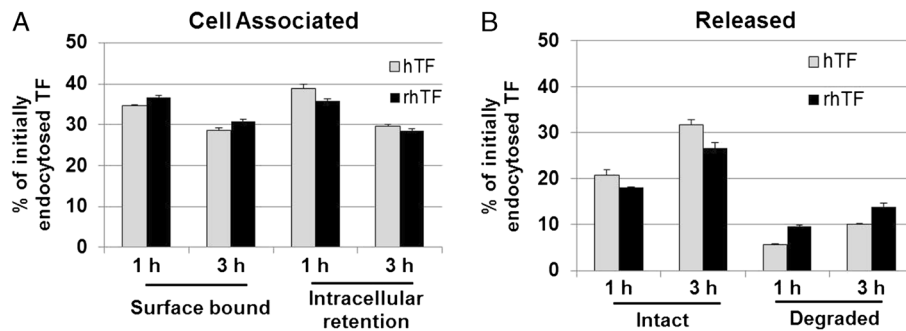 A
Cell Associated
% of initially
endocytosed TF
50
40
30
20
10
0
hTF
rhTF
1 h
3 h
1 h
3 h
Surface bound
Intracellular
retention
B
Released
% of initially
endocytosed TF
50
40
30
20
10
0
hTF
rhTF
1 h
3 h
1 h
3 h
Intact
Degraded